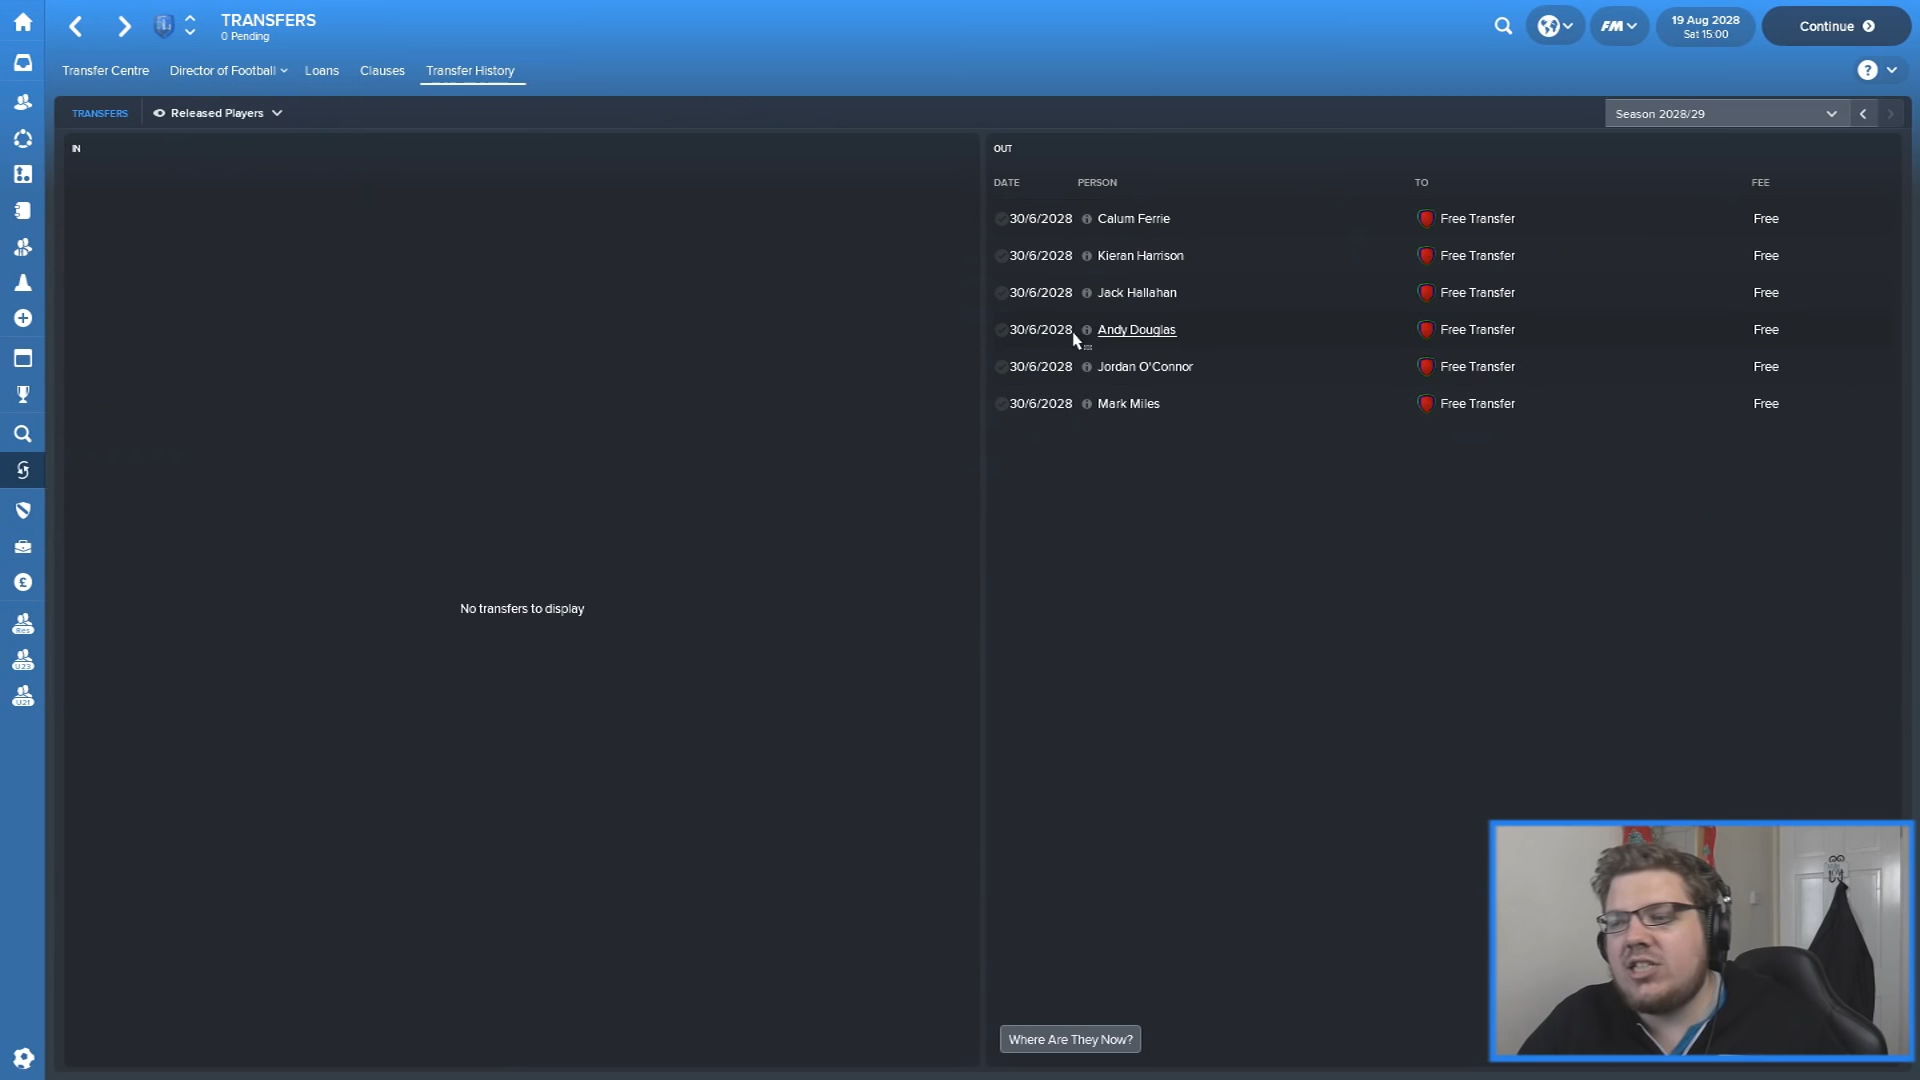 TRANSFERS
0 Pending
FM
19 Aug 2028
Sat 15:00
Continue
Transfer Centre
Director of Football
Loans
Clauses
Transfer History
?
TRANSFERS
Released Players
Season 2028/29
IN
No transfers to display
OUT
DATE PERSON TO FEE
30/6/2028 Calum Ferrie Free Transfer Free
30/6/2028 Kieran Harrison Free Transfer Free
30/6/2028 Jack Hallahan Free Transfer Free
30/6/2028 Andy Douglas Free Transfer Free
30/6/2028 Jordan O'Connor Free Transfer Free
30/6/2028 Mark Miles Free Transfer Free
Where Are They Now?
Res
U23
U21